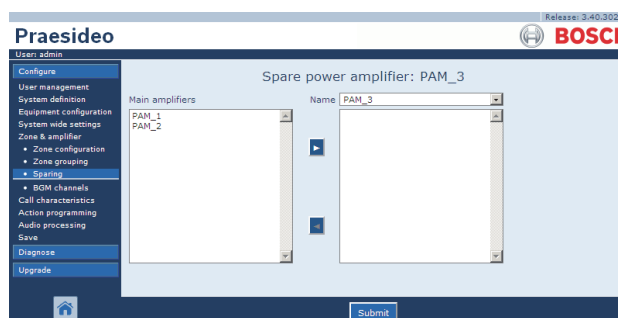 Release: 3.40.302
Praesideo
BOSC
User: admin
Configure
User management
System definition
Equipment configuration
System wide settings
Zone & amplifier
• Zone configuration
• Zone grouping
• Sparing
• BGM channels
Call characteristics
Action programming
Audio processing
Save
Diagnose
Upgrade
Spare power amplifier: PAM_3
Main amplifiers
Name PAM_3
PAM_1
PAM_2
Submit